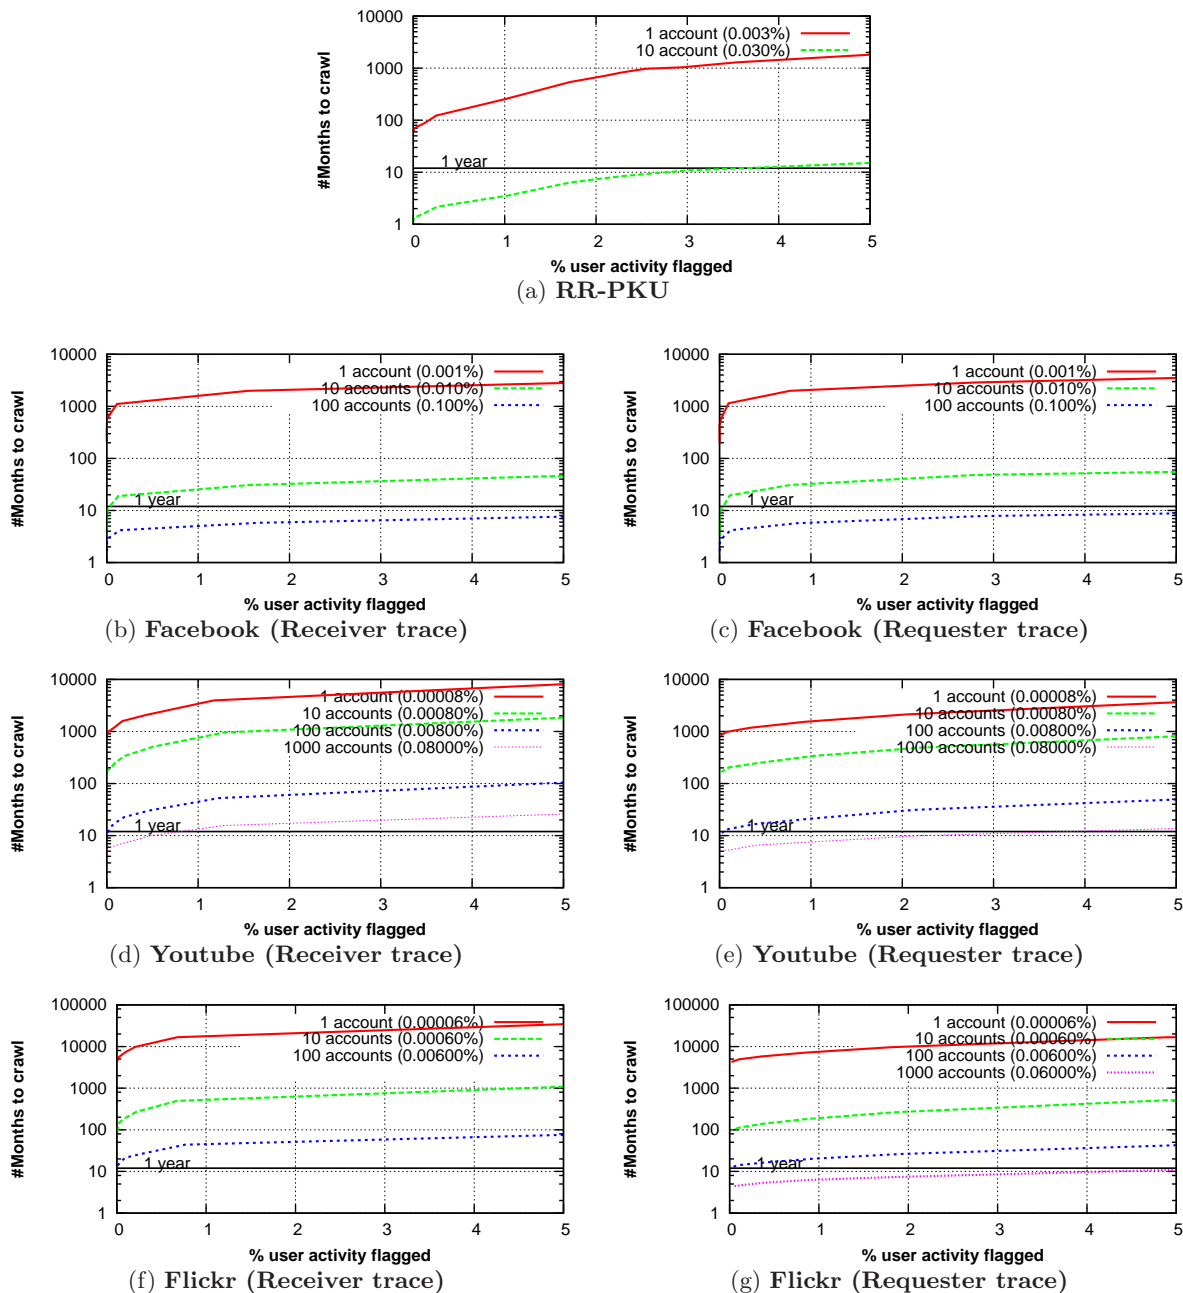 10000
1000
100
10
1
#Months to crawl
1 account (0.003%)
10 account (0.030%)
1 year
0 1 2 3 4 5
% user activity flagged
(a) RR-PKU
10000
1000
100
10
1
#Months to crawl
1 account (0.001%)
10 accounts (0.010%)
100 accounts (0.100%)
1 year
0 1 2 3 4 5
% user activity flagged
(b) Facebook (Receiver trace)
10000
1000
100
10
1
#Months to crawl
1 account (0.001%)
10 accounts (0.010%)
100 accounts (0.100%)
1 year
0 1 2 3 4 5
% user activity flagged
(c) Facebook (Requester trace)
10000
1000
100
10
1
#Months to crawl
1 account (0.00008%)
10 accounts (0.00080%)
100 accounts (0.00800%)
1000 accounts (0.08000%)
1 year
0 1 2 3 4 5
% user activity flagged
(d) Youtube (Receiver trace)
10000
1000
100
10
1
#Months to crawl
1 account (0.00008%)
10 accounts (0.00080%)
100 accounts (0.00800%)
1000 accounts (0.08000%)
1 year
0 1 2 3 4 5
% user activity flagged
(e) Youtube (Requester trace)
100000
10000
1000
100
10
1
#Months to crawl
1 account (0.00006%)
10 accounts (0.00060%)
100 accounts (0.00600%)
1 year
0 1 2 3 4 5
% user activity flagged
(f) Flickr (Receiver trace)
100000
10000
1000
100
10
1
#Months to crawl
1 account (0.00006%)
10 accounts (0.00060%)
100 accounts (0.00600%)
1000 accounts (0.06000%)
1 year
0 1 2 3 4 5
% user activity flagged
(g) Flickr (Requester trace)